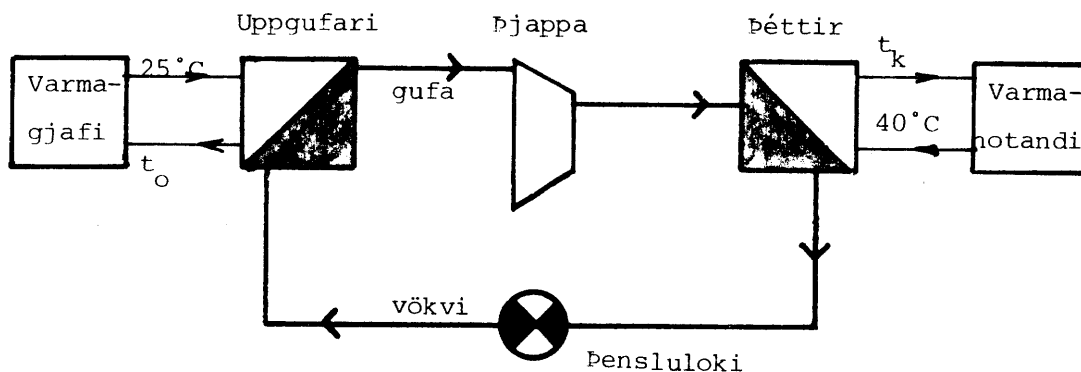 Uppgufari
Þjappa
Þéttir
Varma-
gjafi
25°C
t_o
gufa
t_k
40°C
Varma-
notandi
vökvi
Þensluloki